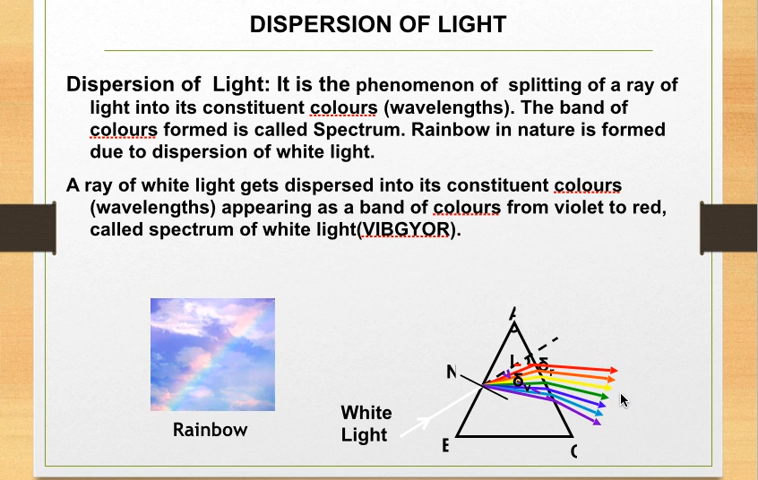 DISPERSION OF LIGHT
Dispersion of Light: It is the phenomenon of splitting of a ray of
light into its constituent colours (wavelengths). The band of
colours formed is called Spectrum. Rainbow in nature is formed
due to dispersion of white light.
A ray of white light gets dispersed into its constituent colours
(wavelengths) appearing as a band of colours from violet to red,
called spectrum of white light(VIBGYOR).
A
N
δr
δv
White
Light
Rainbow